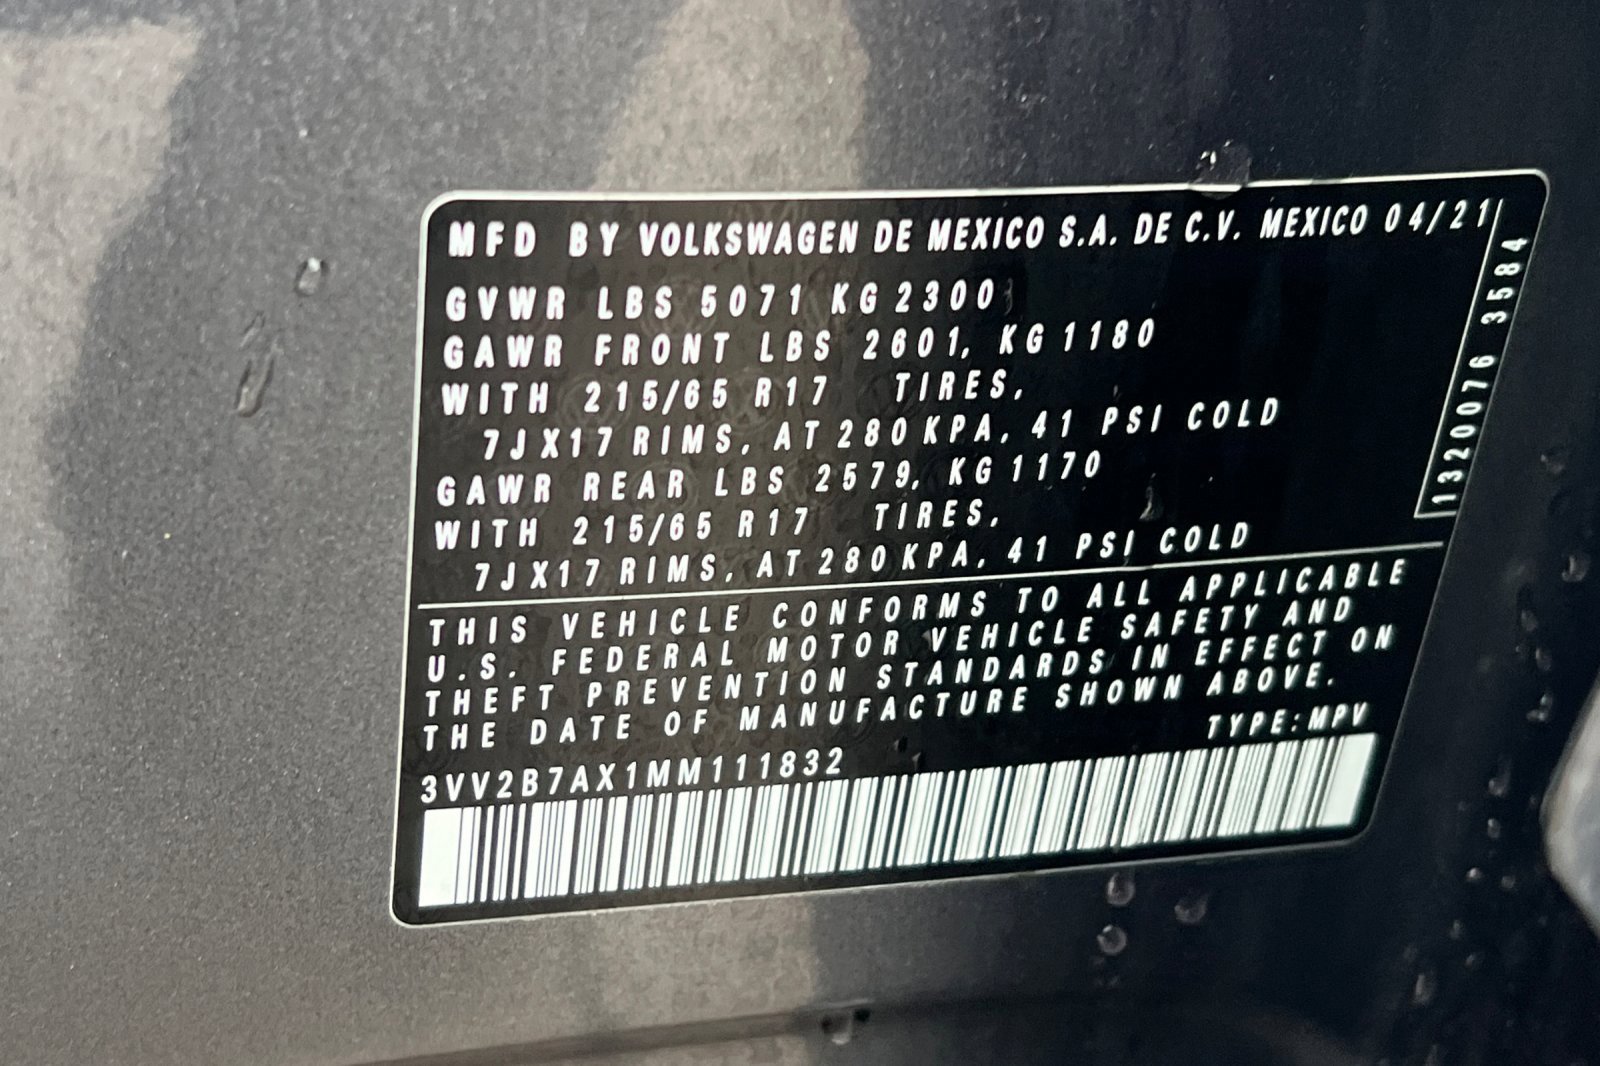 MFD BY VOLKSWAGEN DE MEXICO S.A. DE C.V. MEXICO 04/21
GVWR LBS 5071 KG 2300
GAWR FRONT LBS 2601, KG 1180
WITH 215/65 R17 TIRES,
7JX17 RIMS, AT 280 KPA, 41 PSI COLD
GAWR REAR LBS 2579, KG 1170
WITH 215/65 R17 TIRES,
7JX17 RIMS, AT 280 KPA, 41 PSI COLD
1320076 3584
THIS VEHICLE CONFORMS TO ALL APPLICABLE
U.S. FEDERAL MOTOR VEHICLE SAFETY AND
THEFT PREVENTION STANDARDS IN EFFECT ON
THE DATE OF MANUFACTURE SHOWN ABOVE.
TYPE:MPV
3VV2B7AX1MM111832